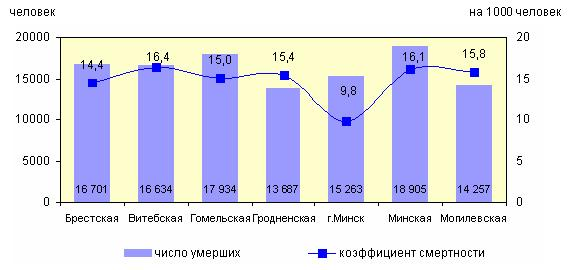 человек на 1000 человек
20000 20
14,4 16,4 15,0 15,4 9,8 16,1 15,8
15000 15
10000 10
5000 5
16 701 16 634 17 934 13 687 15 263 18 905 14 257
0 0
Брестская Витебская Гомельская Гродненская г.Минск Минская Могилевская
число умерших коэффициент смертности